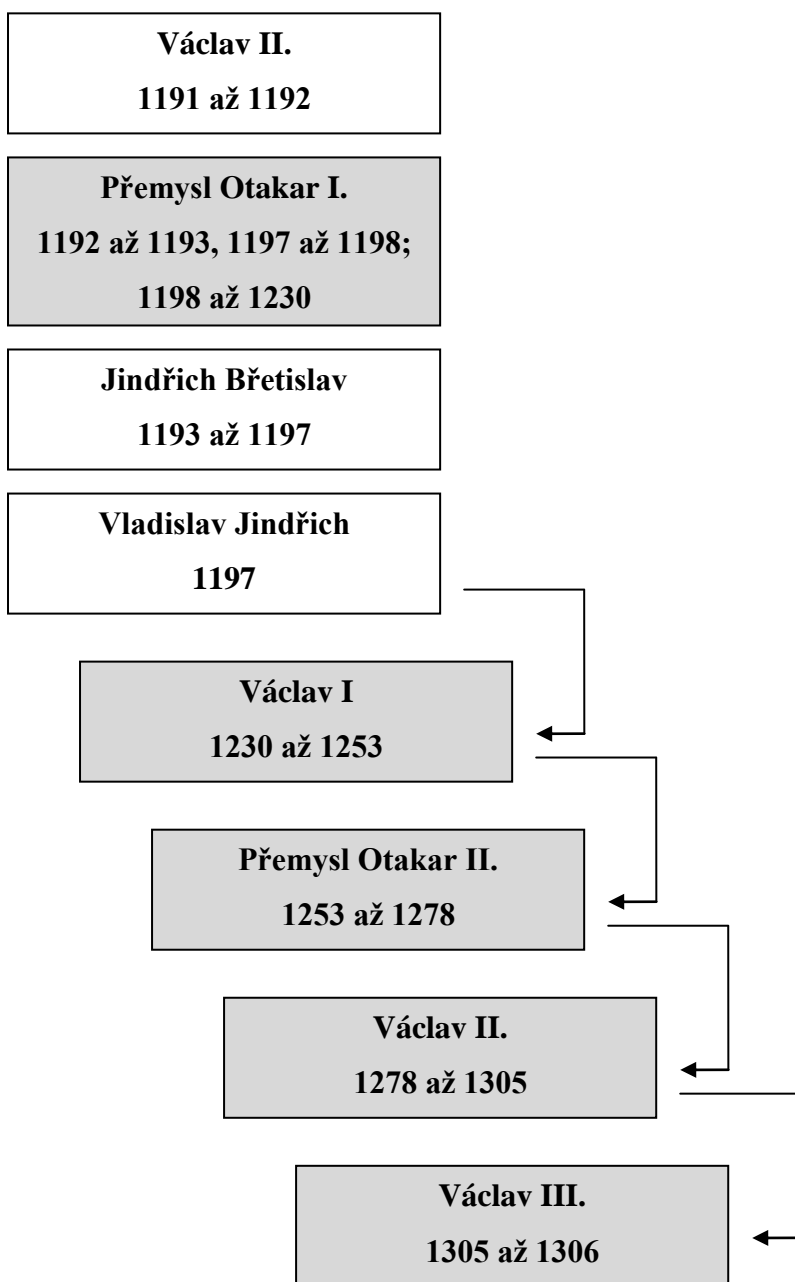 Václav II.
1191 až 1192
Přemysl Otakar I.
1192 až 1193, 1197 až 1198;
1198 až 1230
Jindřich Břetislav
1193 až 1197
Vladislav Jindřich
1197
Václav I
1230 až 1253
Přemysl Otakar II.
1253 až 1278
Václav II.
1278 až 1305
Václav III.
1305 až 1306